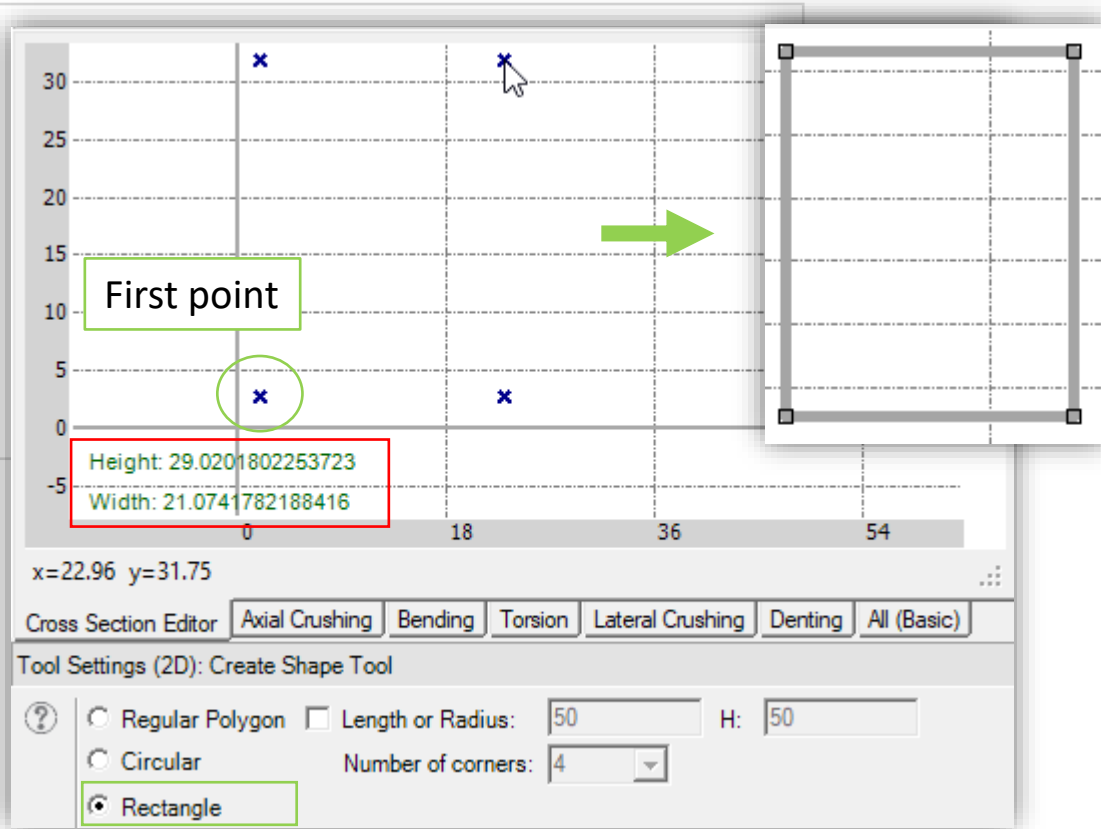 30
25
20
15
First point
10
5
0
Height: 29.0201802253723
-5
Width: 21.0741782188416
0 18 36 54
x=22.96 y=31.75
Cross Section Editor Axial Crushing Bending Torsion Lateral Crushing Denting All (Basic)
Tool Settings (2D): Create Shape Tool
? Regular Polygon Length or Radius: 50 H: 50
Circular Number of corners: 4
Rectangle